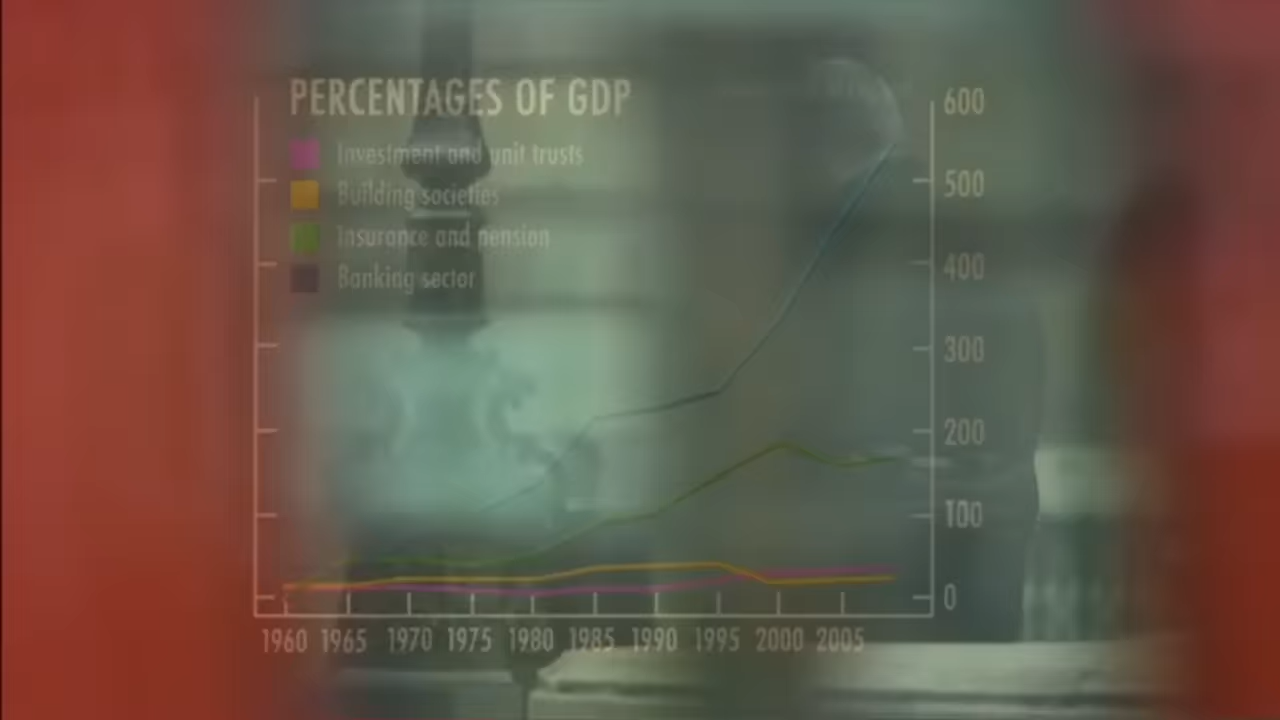 PERCENTAGES OF GDP
Investment and unit trusts
Building societies
Insurance and pension
Banking sector
600
500
400
300
200
100
0
1960 1965 1970 1975 1980 1985 1990 1995 2000 2005